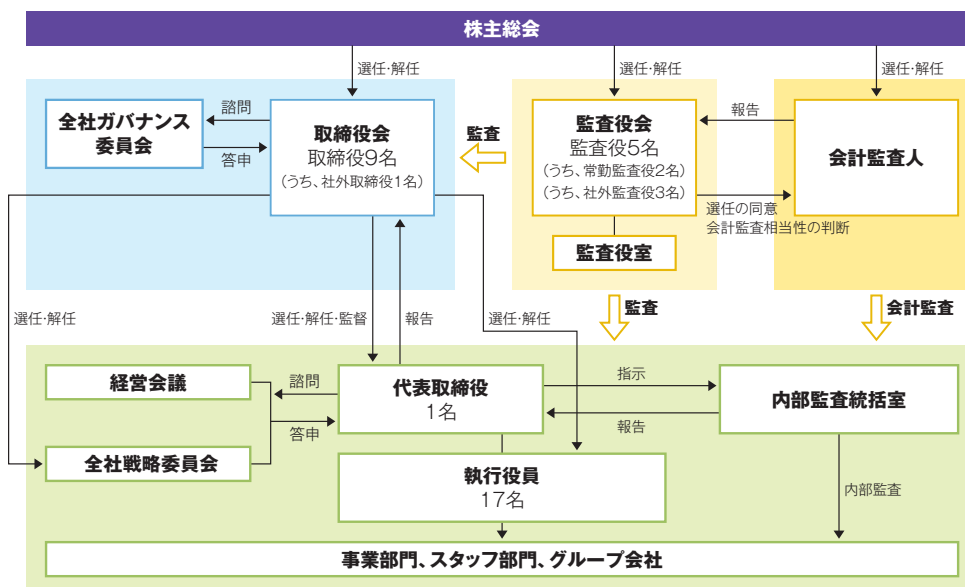 株主総会
選任・解任
選任・解任
選任・解任
全社ガバナンス
委員会
諮問
答申
取締役会
取締役9名
（うち、社外取締役1名）
監査
監査役会
監査役5名
（うち、常勤監査役2名）
（うち、社外監査役3名）
報告
会計監査人
選任の同意
会計監査相当性の判断
監査役室
選任・解任
選任・解任・監督
報告
選任・解任
監査
会計監査
経営会議
諮問
答申
全社戦略委員会
代表取締役
1名
指示
報告
内部監査統括室
執行役員
17名
内部監査
事業部門、スタッフ部門、グループ会社